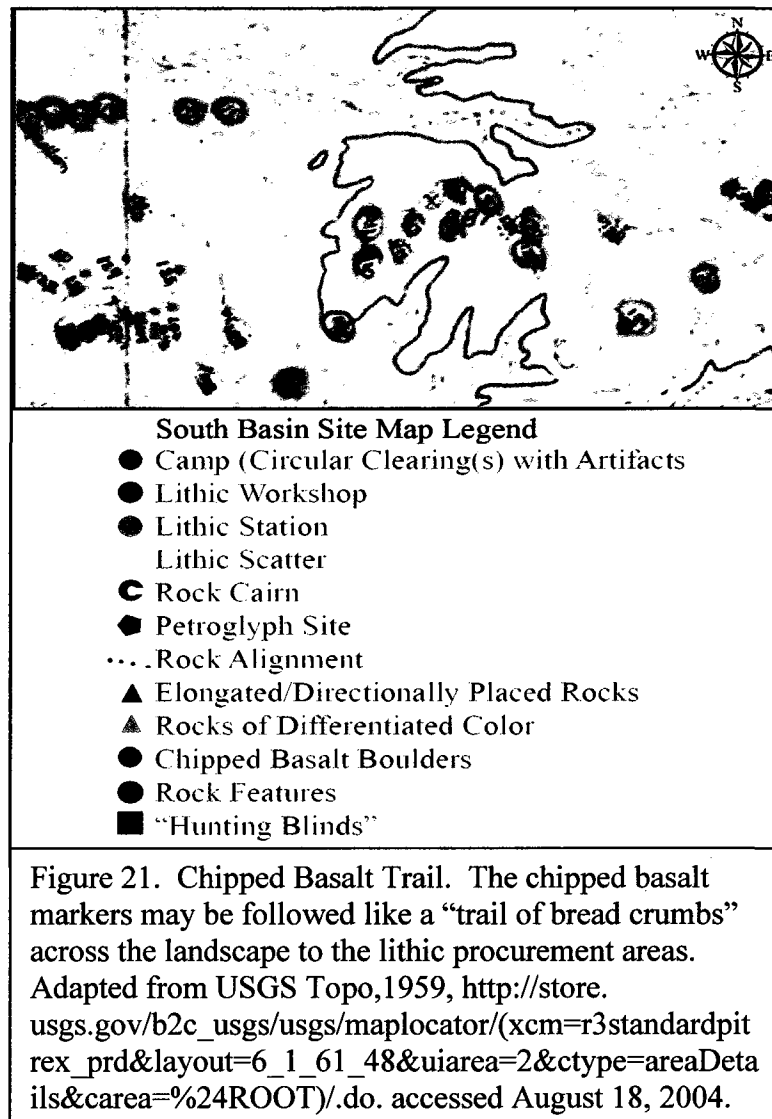 N
W E
S
South Basin Site Map Legend
Camp (Circular Clearing(s) with Artifacts
Lithic Workshop
Lithic Station
Lithic Scatter
Rock Cairn
Petroglyph Site
Rock Alignment
Elongated/Directionally Placed Rocks
Rocks of Differentiated Color
Chipped Basalt Boulders
Rock Features
"Hunting Blinds"
Figure 21. Chipped Basalt Trail. The chipped basalt
markers may be followed like a "trail of bread crumbs"
across the landscape to the lithic procurement areas.
Adapted from USGS Topo,1959, http://store.
usgs.gov/b2c_usgs/usgs/maplocator/(xcm=r3standardpit
rex_prd&layout=6_1_61_48&uiarea=2&ctype=areaDeta
ils&carea=%24ROOT)/.do. accessed August 18, 2004.